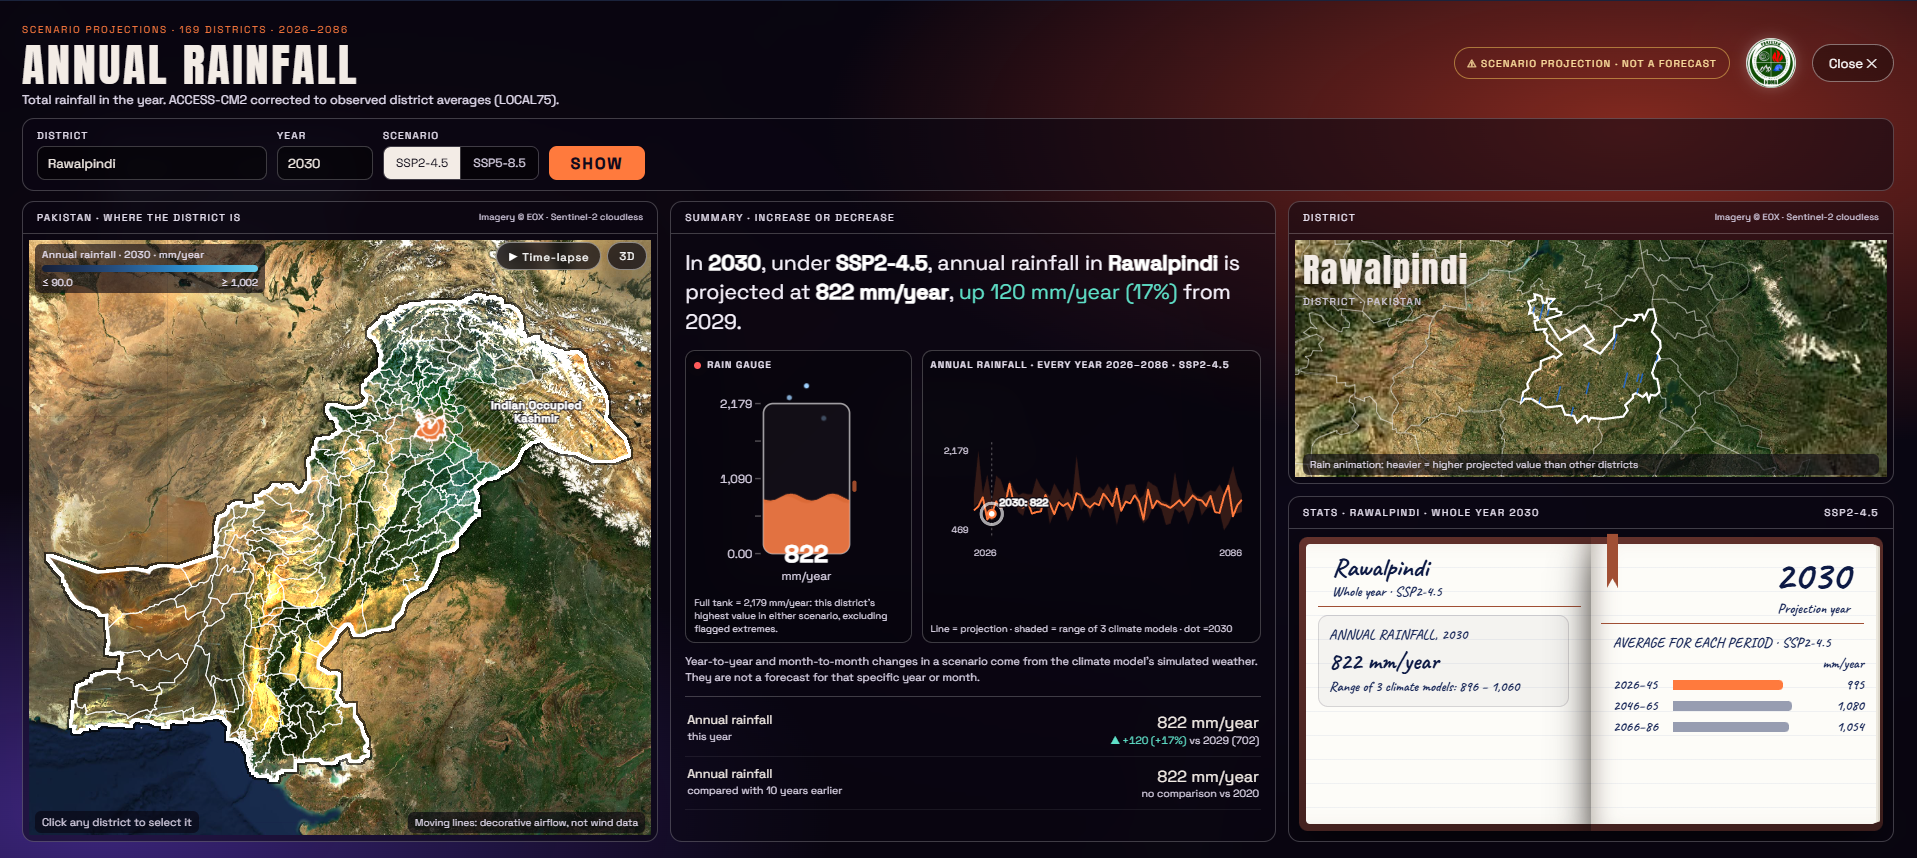 SCENARIO PROJECTIONS · 169 DISTRICTS · 2026–2086
ANNUAL RAINFALL
Total rainfall in the year. ACCESS-CM2 corrected to observed district averages (LOCAL75).
⚠ SCENARIO PROJECTION · NOT A FORECAST
Close ✕
DISTRICT
YEAR
SCENARIO
Rawalpindi
2030
SSP2-4.5
SSP5-8.5
SHOW
PAKISTAN · WHERE THE DISTRICT IS
Imagery © EOX · Sentinel-2 cloudless
Annual rainfall · 2030 · mm/year
≤ 90.0
≥ 1,002
▶ Time-lapse
3D
Indian Occupied
Kashmir
Click any district to select it
Moving lines: decorative airflow, not wind data
SUMMARY · INCREASE OR DECREASE
In 2030, under SSP2-4.5, annual rainfall in Rawalpindi is
projected at 822 mm/year, up 120 mm/year (17%) from
2029.
RAIN GAUGE
2,179
1,090
0.00
822
mm/year
Full tank = 2,179 mm/year: this district's
highest value in either scenario, excluding
flagged extremes.
ANNUAL RAINFALL · EVERY YEAR 2026–2086 · SSP2-4.5
2,179
2030: 822
469
2026
2086
Line = projection · shaded = range of 3 climate models · dot =2030
Year-to-year and month-to-month changes in a scenario come from the climate model's simulated weather.
They are not a forecast for that specific year or month.
Annual rainfall
this year
822 mm/year
▲ +120 (+17%) vs 2029 (702)
Annual rainfall
compared with 10 years earlier
822 mm/year
no comparison vs 2020
DISTRICT
Imagery © EOX · Sentinel-2 cloudless
Rawalpindi
DISTRICT · PAKISTAN
Rain animation: heavier = higher projected value than other districts
STATS · RAWALPINDI · WHOLE YEAR 2030
SSP2-4.5
Rawalpindi
Whole year · SSP2-4.5
ANNUAL RAINFALL, 2030
822 mm/year
Range of 3 climate models: 896 – 1,060
2030
Projection year
AVERAGE FOR EACH PERIOD · SSP2-4.5
mm/year
2026–45
995
2046–65
1,080
2066–86
1,054